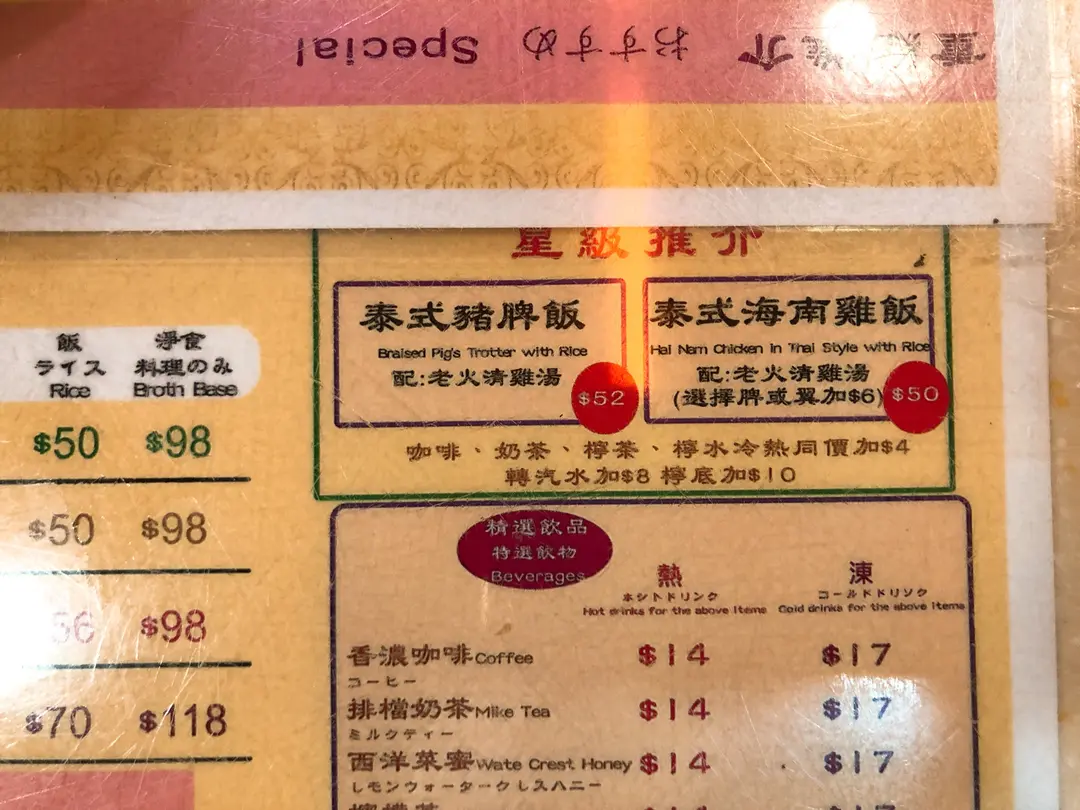 重點推介 おすすめ Special
星級推介
泰式豬脾飯
Braised Pig's Trotter with Rice
配:老火清雞湯
$52
泰式海南雞飯
Hai Nam Chicken in Thai Style with Rice
配:老火清雞湯
(選擇脾或翼加$6)
$50
咖啡、奶茶、檸茶、檸水冷熱同價加$4
轉汽水加$8 檸底加$10
飯 淨食
ライス 料理のみ
Rice Broth Base
$50 $98
$50 $98
$98
$70 $118
精選飲品
特選飲物
Beverages
熱 凍
ホットドリンク コールドドリソク
Hot drinks for the above items Cold drinks for the above items
香濃咖啡Coffee $14 $17
コーヒー
排檔奶茶Mike Tea $14 $17
ミルクティー
西洋菜蜜Wate Crest Honey $14 $17
レモンウォータークレスハニー